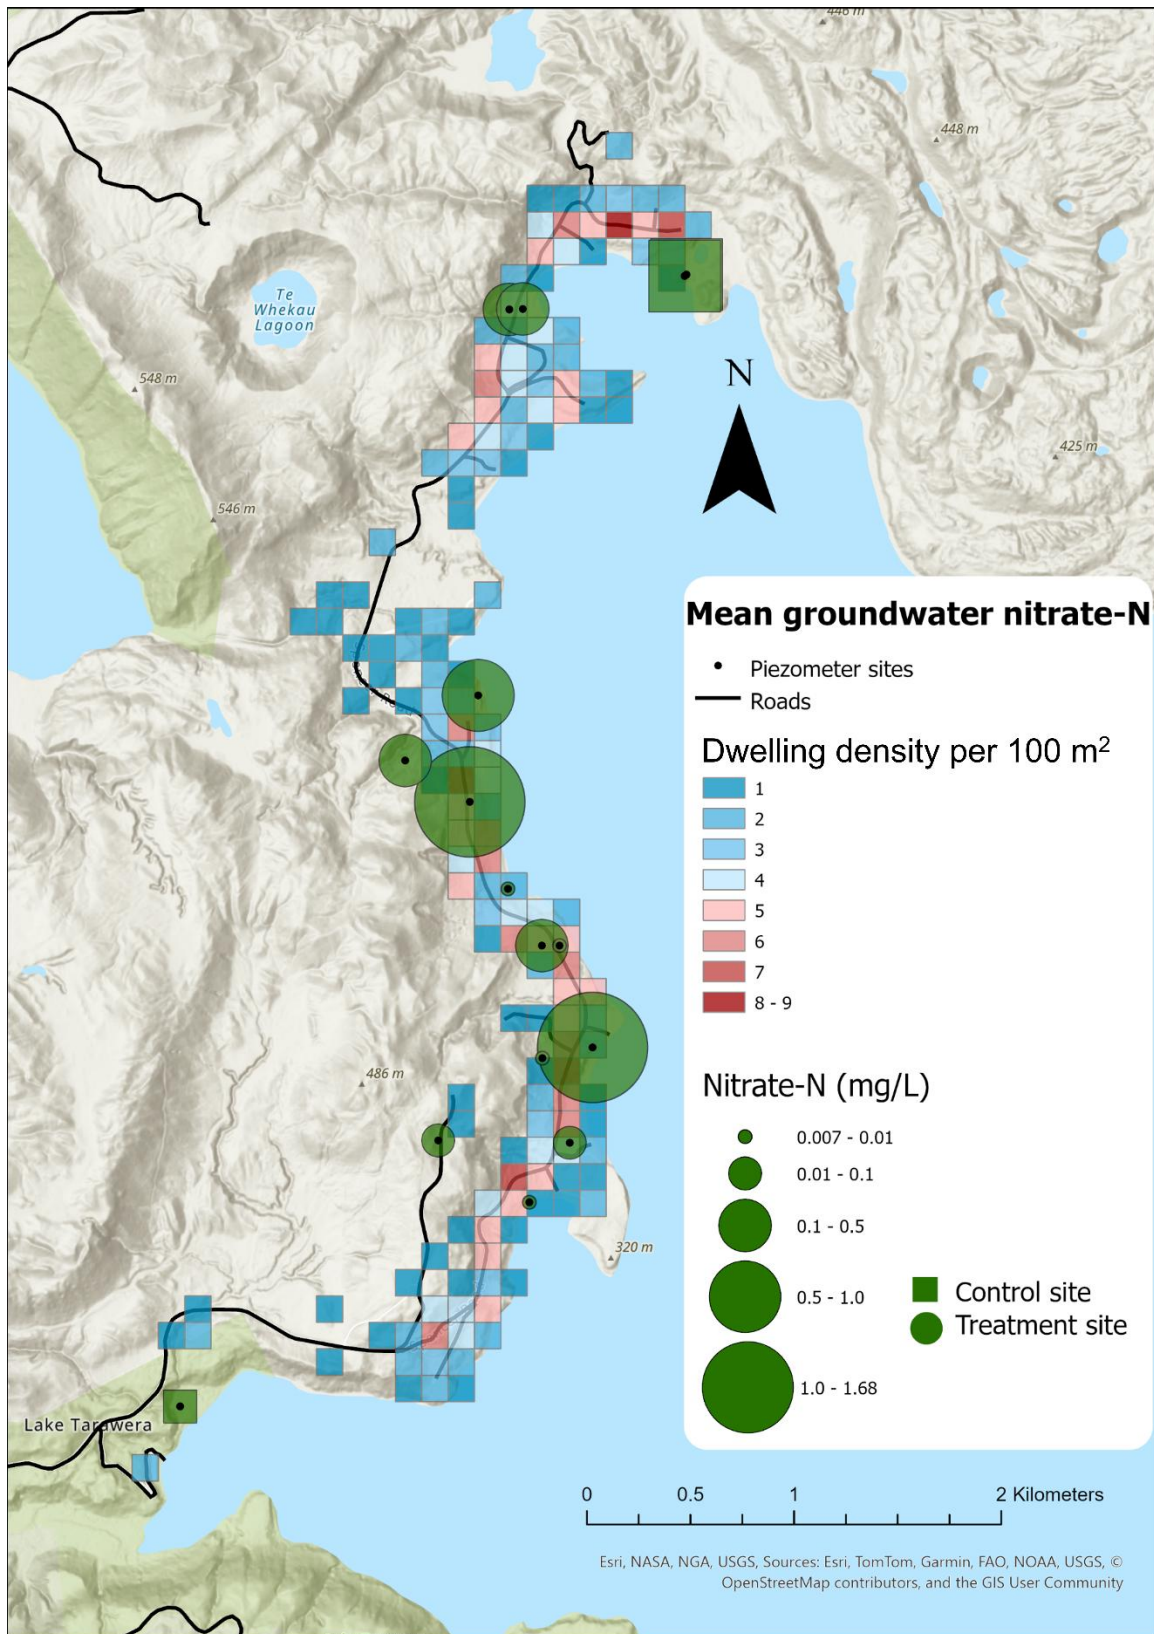 446 m
448 m
Te
Whekau
Lagoon
548 m
N
425 m
546 m
Mean groundwater nitrate-N
Piezometer sites
Roads
Dwelling density per 100 m²
1
2
3
4
5
6
7
8 - 9
486 m
Nitrate-N (mg/L)
0.007 - 0.01
0.01 - 0.1
0.1 - 0.5
0.5 - 1.0
1.0 - 1.68
Control site
Treatment site
320 m
Lake Tarawera
0 0.5 1 2 Kilometers
Esri, NASA, NGA, USGS, Sources: Esri, TomTom, Garmin, FAO, NOAA, USGS, ©
OpenStreetMap contributors, and the GIS User Community